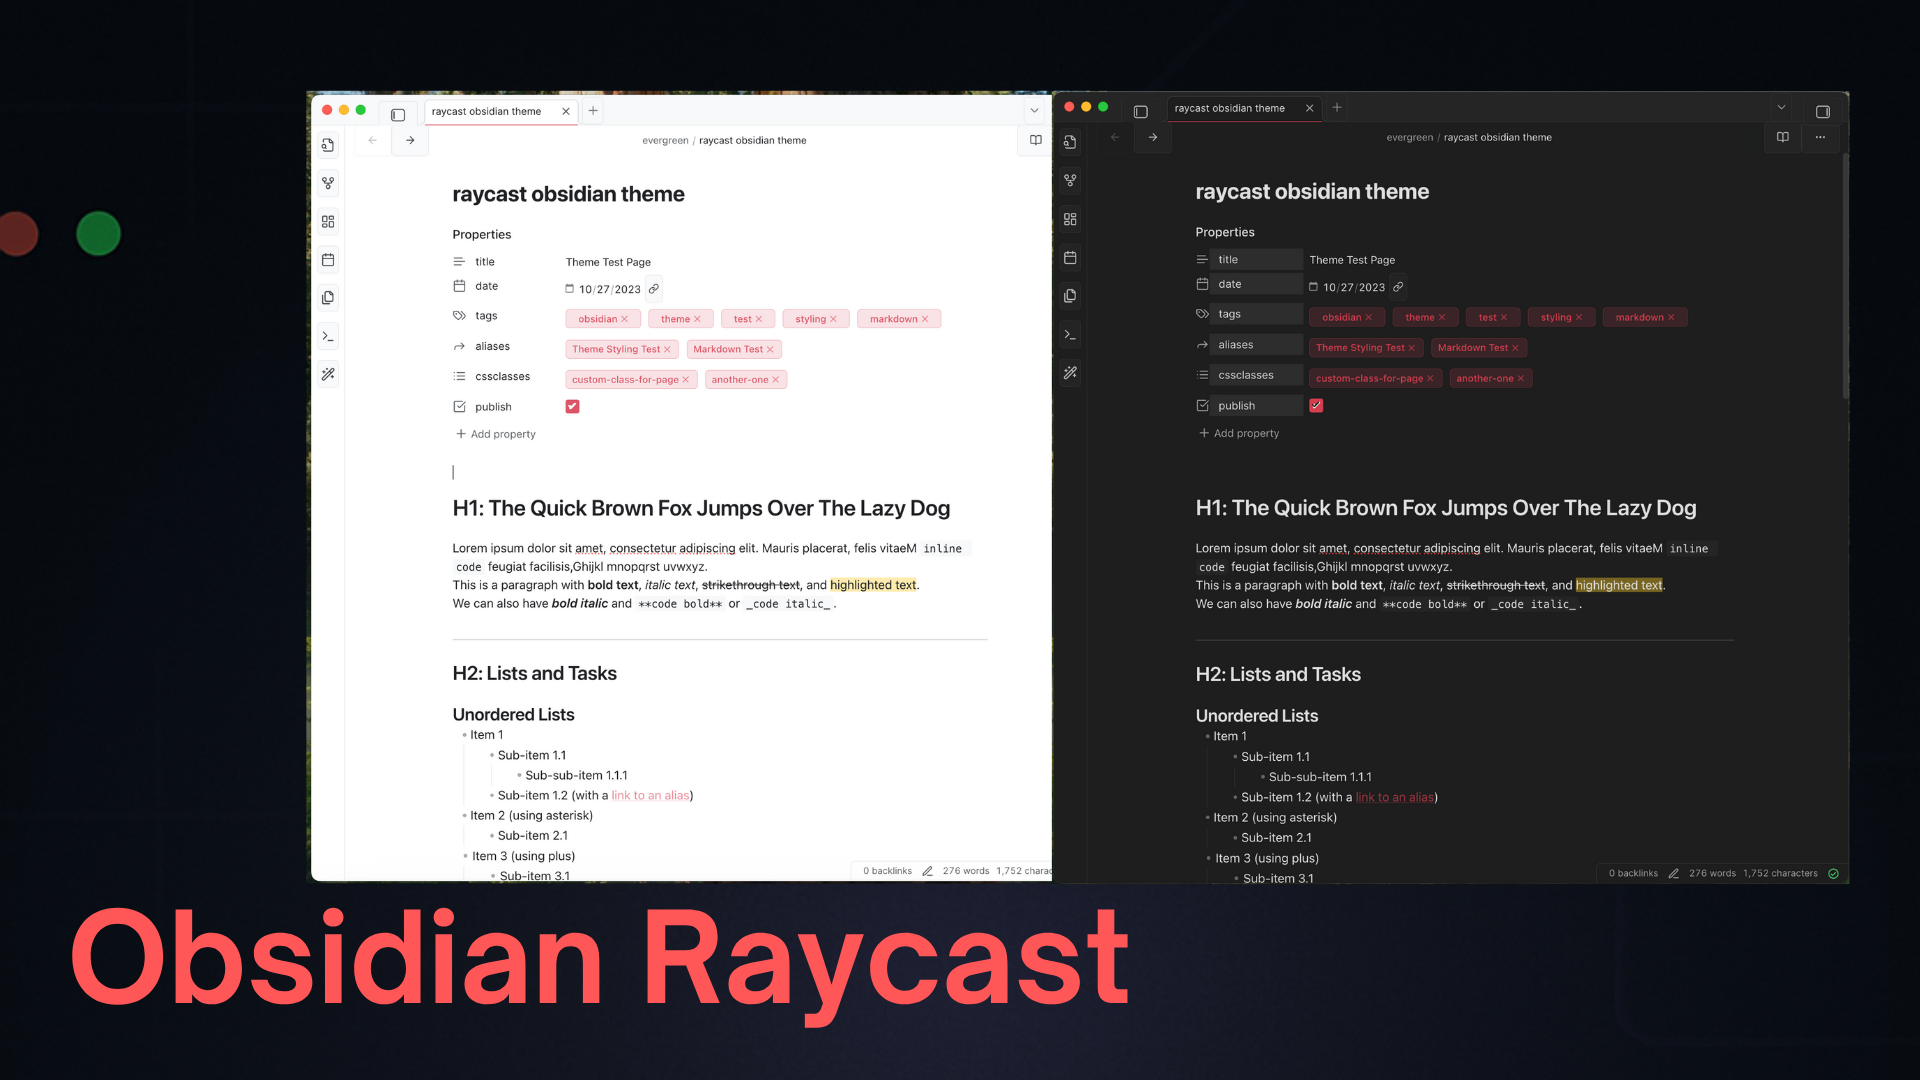 raycast obsidian theme
evergreen / raycast obsidian theme
raycast obsidian theme
Properties
title Theme Test Page
date 10/27/2023
tags obsidian theme test styling markdown
aliases Theme Styling Test Markdown Test
cssclasses custom-class-for-page another-one
publish
Add property
H1: The Quick Brown Fox Jumps Over The Lazy Dog
Lorem ipsum dolor sit amet, consectetur adipiscing elit. Mauris placerat, felis vitaeM inline
code feugiat facilisis,Ghijkl mnopqrst uvwxyz.
This is a paragraph with bold text, italic text, strikethrough text, and highlighted text.
We can also have bold italic and **code bold** or _code italic_.
H2: Lists and Tasks
Unordered Lists
Item 1
Sub-item 1.1
Sub-sub-item 1.1.1
Sub-item 1.2 (with a link to an alias)
Item 2 (using asterisk)
Sub-item 2.1
Item 3 (using plus)
Sub-item 3.1
0 backlinks 276 words 1,752 charac
raycast obsidian theme
evergreen / raycast obsidian theme
raycast obsidian theme
Properties
title Theme Test Page
date 10/27/2023
tags obsidian theme test styling markdown
aliases Theme Styling Test Markdown Test
cssclasses custom-class-for-page another-one
publish
Add property
H1: The Quick Brown Fox Jumps Over The Lazy Dog
Lorem ipsum dolor sit amet, consectetur adipiscing elit. Mauris placerat, felis vitaeM inline
code feugiat facilisis,Ghijkl mnopqrst uvwxyz.
This is a paragraph with bold text, italic text, strikethrough text, and highlighted text.
We can also have bold italic and **code bold** or _code italic_.
H2: Lists and Tasks
Unordered Lists
Item 1
Sub-item 1.1
Sub-sub-item 1.1.1
Sub-item 1.2 (with a link to an alias)
Item 2 (using asterisk)
Sub-item 2.1
Item 3 (using plus)
Sub-item 3.1
0 backlinks 276 words 1,752 characters
Obsidian Raycast